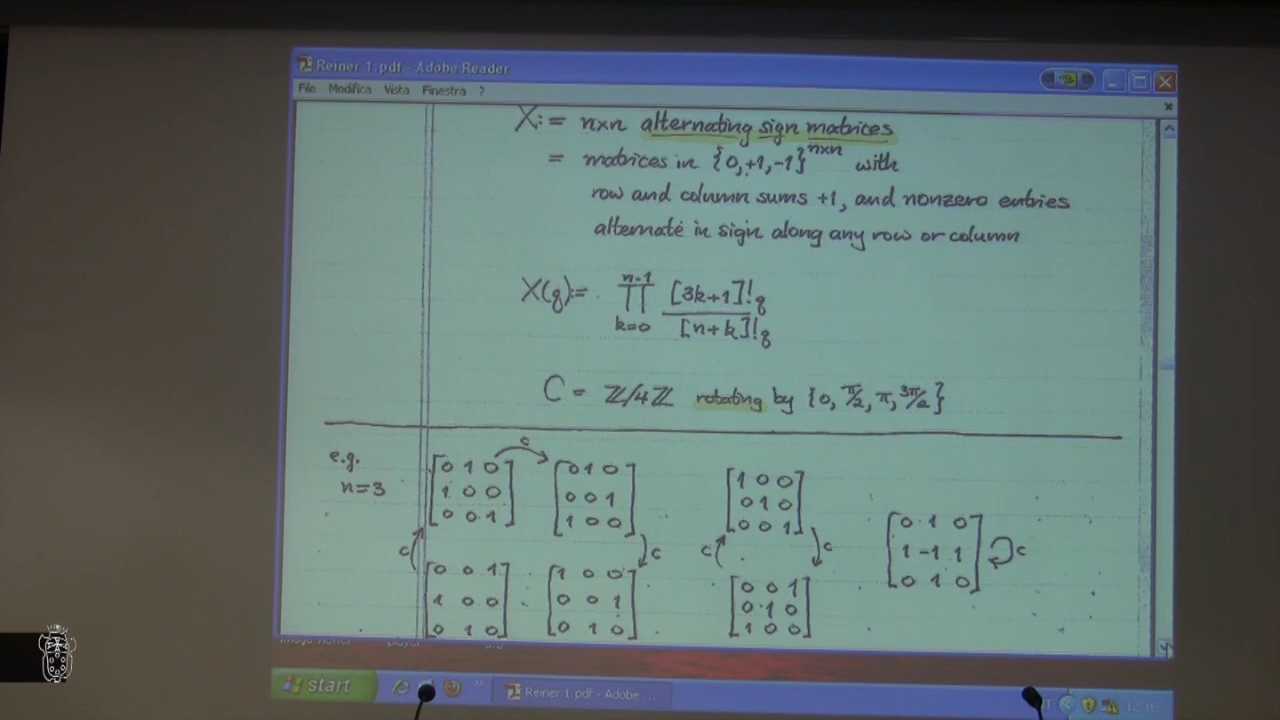 Reiner 1.pdf - Adobe Reader
File Modifica Vista Finestra ?
X := n×n alternating sign matrices
= matrices in {0,+1,-1}^{n×n} with
row and column sums +1, and nonzero entries
alternate in sign along any row or column
X(q) := ∏_{k=0}^{n-1} [3k+1]!_q / [n+k]!_q
C = ℤ/4ℤ rotating by {0, π/2, π, 3π/2}
e.g.
n=3
[0 1 0] c [0 1 0] [1 0 0]
[1 0 0] [0 0 1] [0 1 0] [0 1 0]
[0 0 1] [1 0 0] [0 0 1] [1 -1 1] c
c c c c [0 1 0]
[0 0 1] [1 0 0] [0 0 1]
[1 0 0] [0 0 1] [0 1 0]
[0 1 0] [0 1 0] [1 0 0]
start
Reiner 1.pdf - Adobe ...